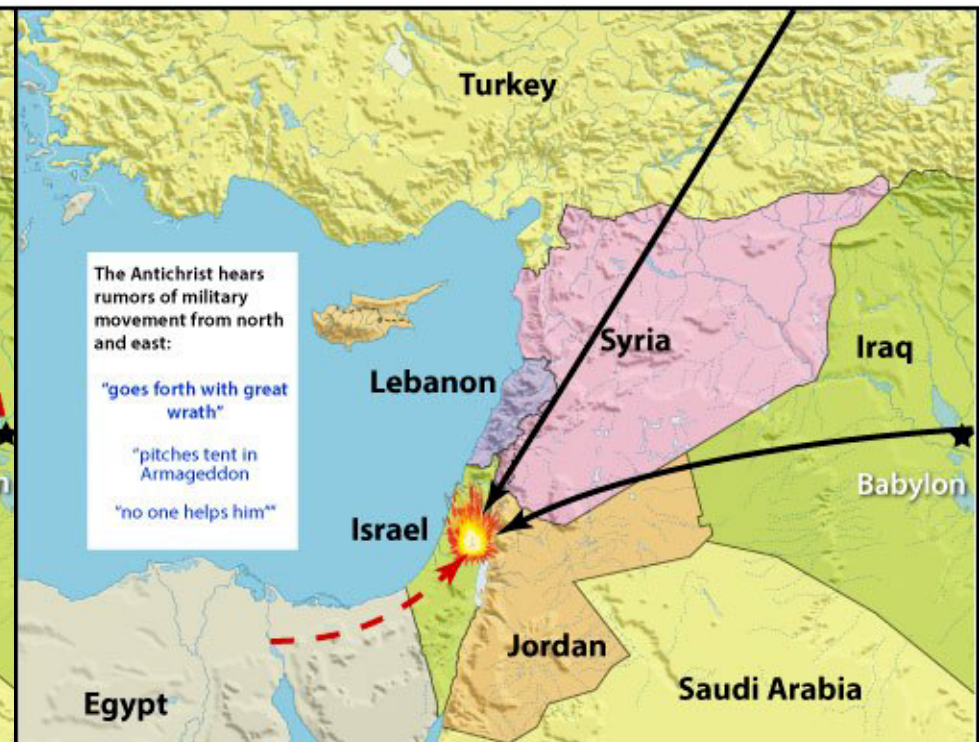 Turkey
The Antichrist hears
rumors of military
movement from north
and east:
"goes forth with great
wrath"
"pitches tent in
Armageddon
"no one helps him""
Syria
Iraq
Lebanon
Babylon
n
Israel
Jordan
Saudi Arabia
Egypt